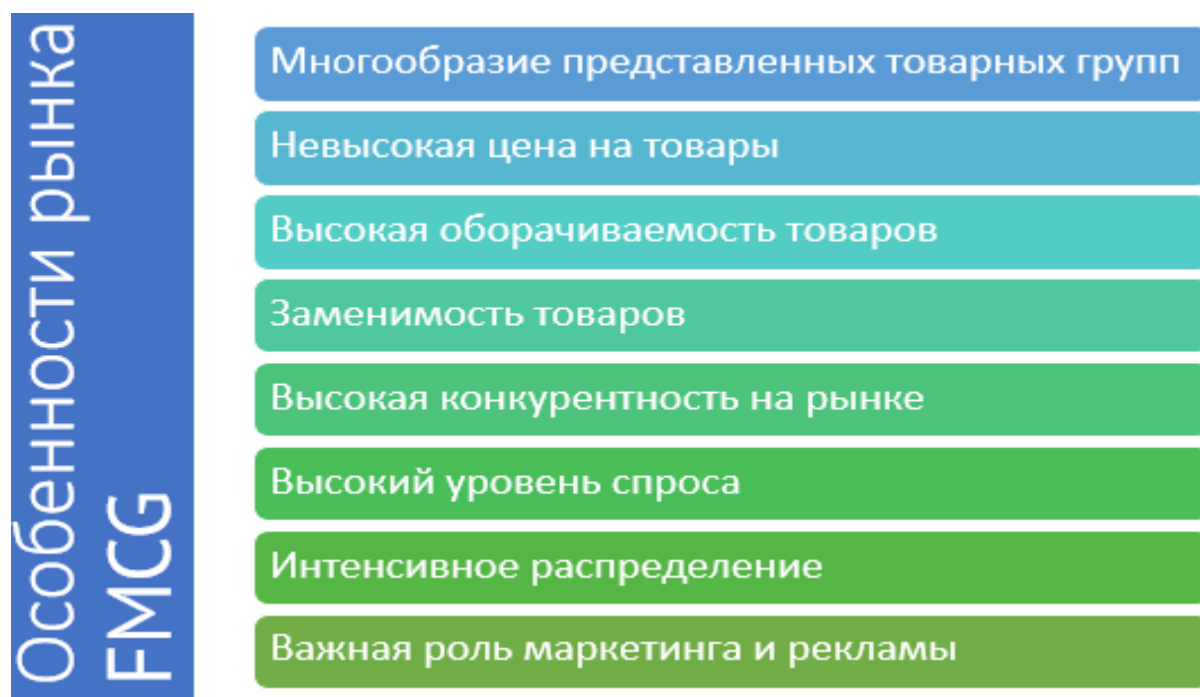 Особенности рынка
FMCG
Многообразие представленных товарных групп
Невысокая цена на товары
Высокая оборачиваемость товаров
Заменимость товаров
Высокая конкурентность на рынке
Высокий уровень спроса
Интенсивное распределение
Важная роль маркетинга и рекламы